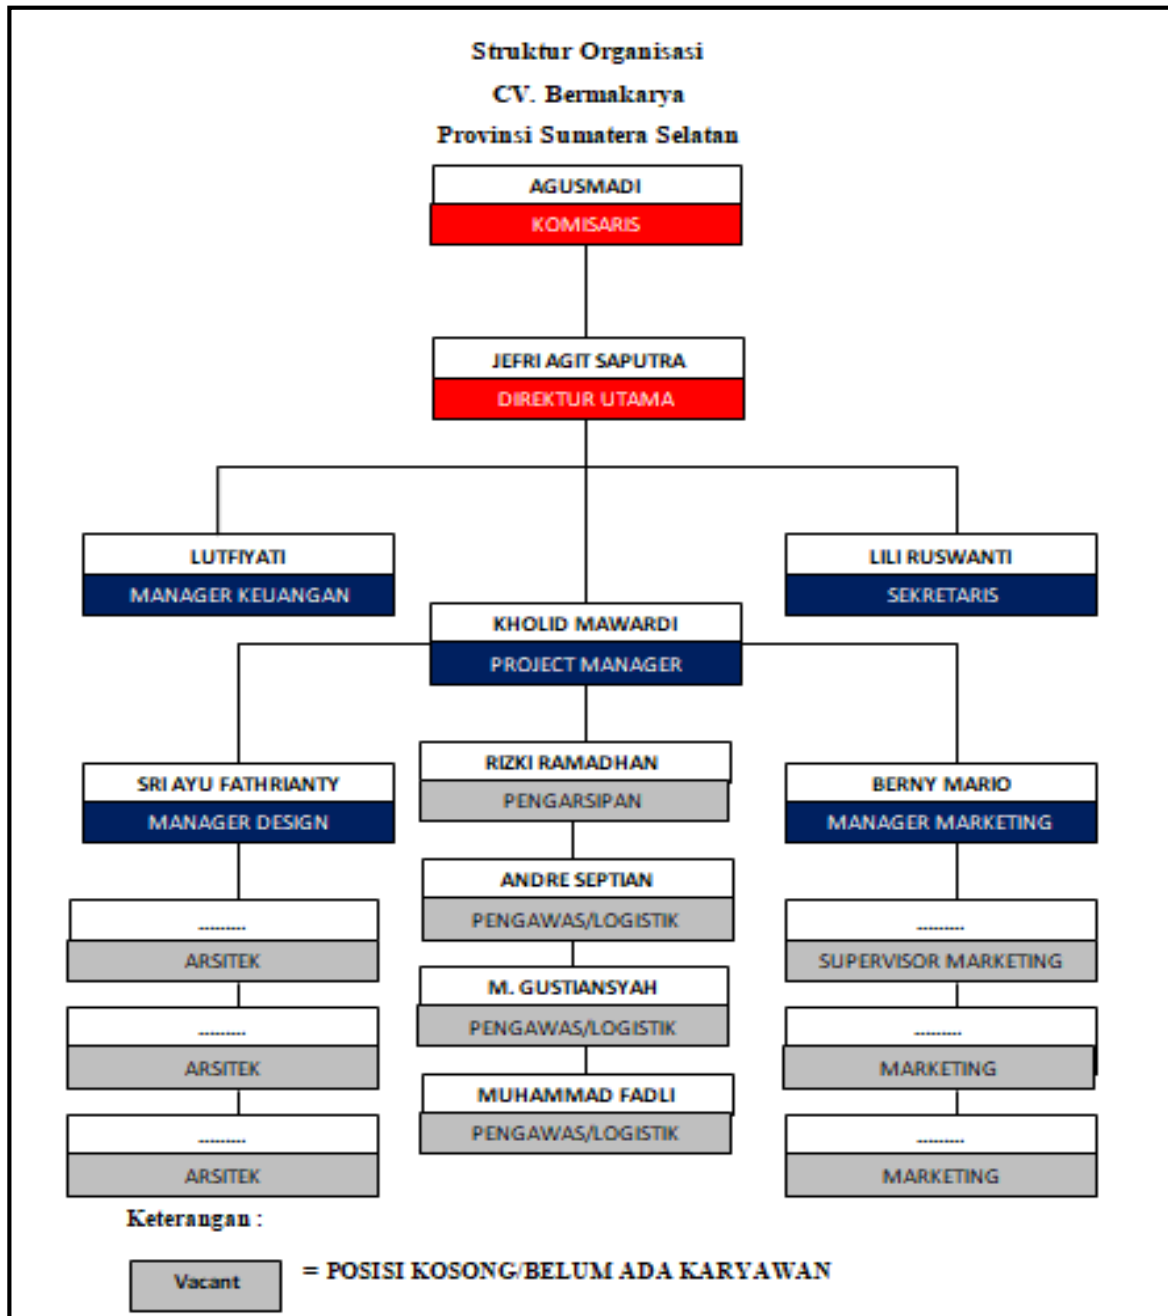 Struktur Organisasi
CV. Bermakarya
Provinsi Sumatera Selatan
AGUSMADI
KOMISARIS
JEFRI AGIT SAPUTRA
DIREKTUR UTAMA
LUTFIYATI
MANAGER KEUANGAN
LILI RUSWANTI
SEKRETARIS
KHOLID MAWARDI
PROJECT MANAGER
SRI AYU FATHRIANTY
MANAGER DESIGN
RIZKI RAMADHAN
PENGARSIPAN
BERNY MARIO
MANAGER MARKETING
.........
ARSITEK
.........
ARSITEK
.........
ARSITEK
ANDRE SEPTIAN
PENGAWAS/LOGISTIK
M. GUSTIANSYAH
PENGAWAS/LOGISTIK
MUHAMMAD FADLI
PENGAWAS/LOGISTIK
.........
SUPERVISOR MARKETING
.........
MARKETING
.........
MARKETING
Keterangan :
Vacant
= POSISI KOSONG/BELUM ADA KARYAWAN